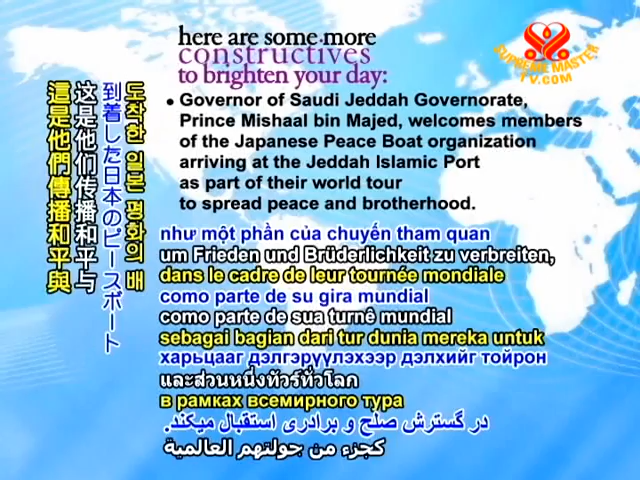 here are some more
constructives
to brighten your day:
SUPREME MASTER
TV.COM
• Governor of Saudi Jeddah Governorate,
Prince Mishaal bin Majed, welcomes members
of the Japanese Peace Boat organization
arriving at the Jeddah Islamic Port
as part of their world tour
to spread peace and brotherhood.
這是他們傳播和平與
这是他们传播和平与
到着した日本のピースボート
도착한 일본 평화의 배
như một phần của chuyến tham quan
um Frieden und Brüderlichkeit zu verbreiten,
dans le cadre de leur tournée mondiale
como parte de su gira mundial
como parte de sua turnê mundial
sebagai bagian dari tur dunia mereka untuk
харьцааг дэлгэрүүлэхээр дэлхийг тойрон
และส่วนหนึ่งทัวร์ทั่วโลก
в рамках всемирного тура
در گسترش صلح و برادری استقبال میکند.
كجزء من جولتهم العالمية